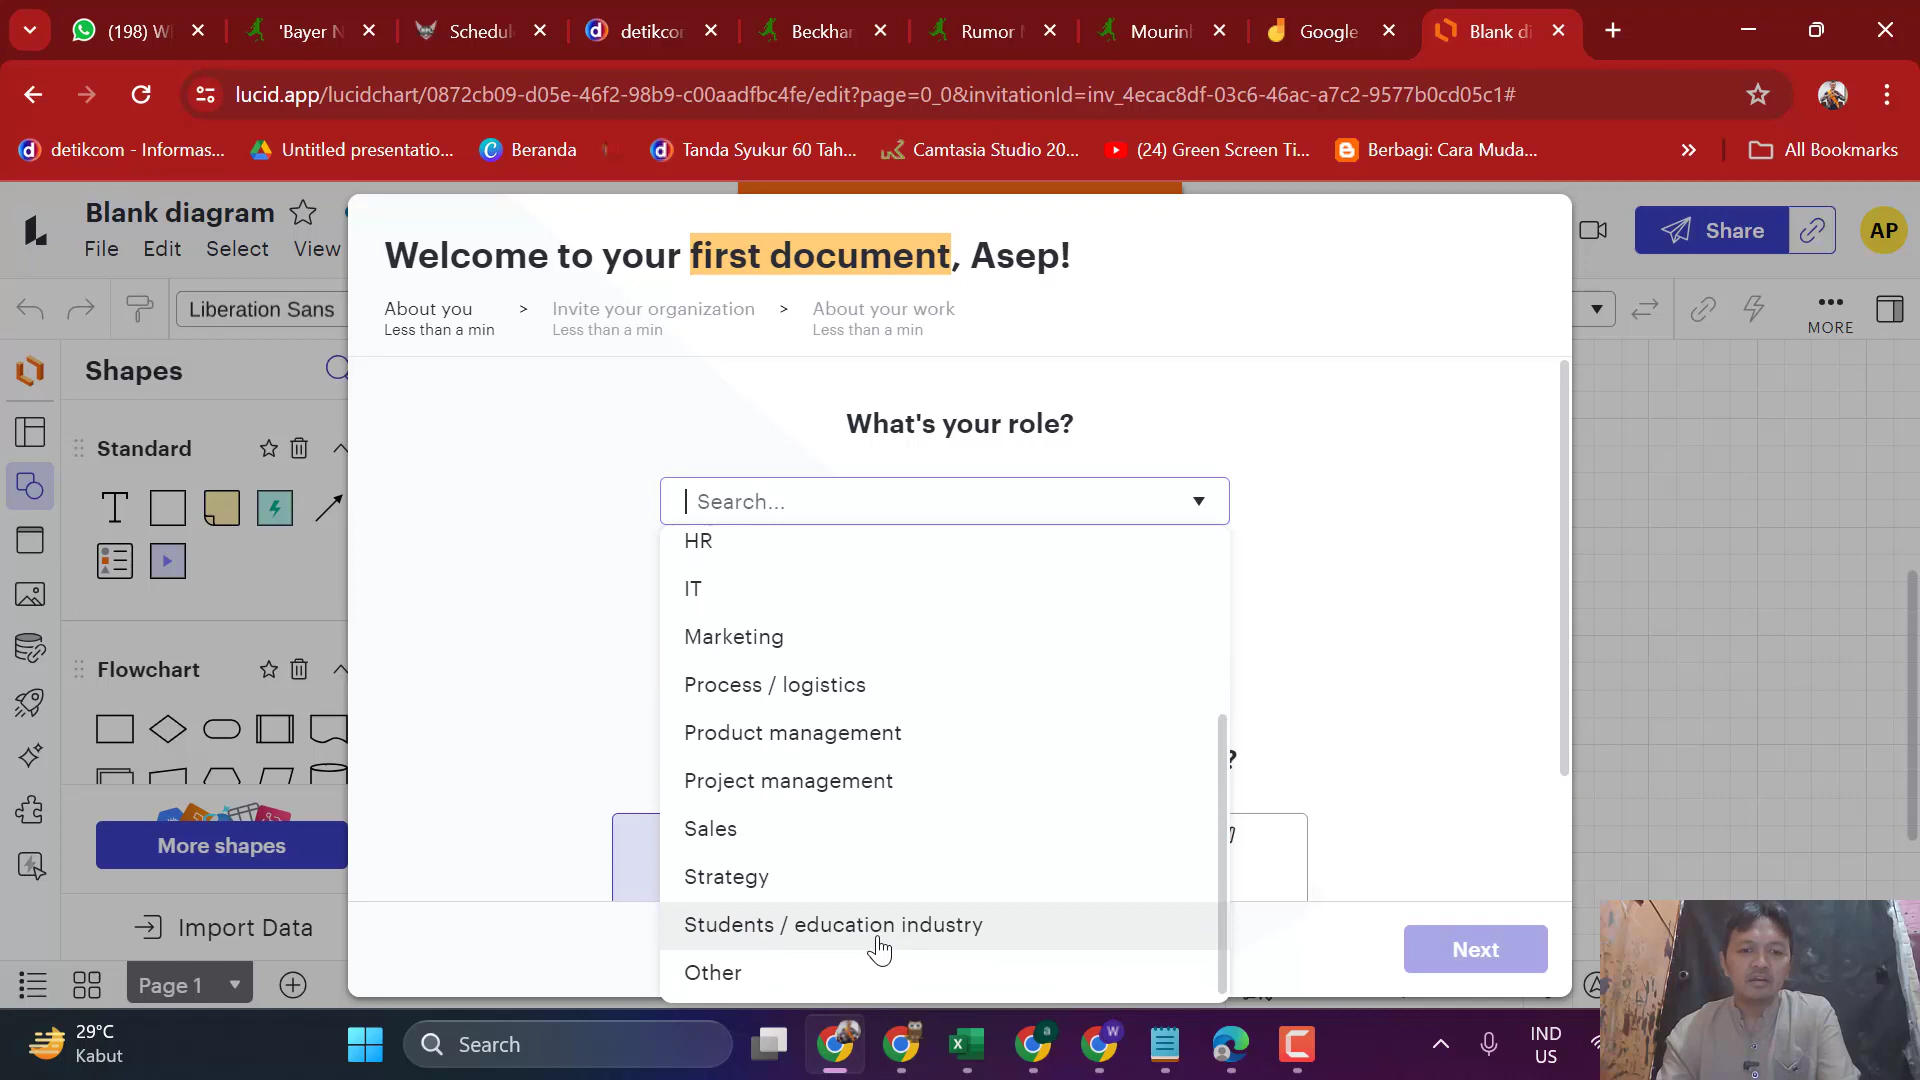 (198) W
'Bayer N
Schedul
detikcor
Beckhar
Rumor
Mourinl
Google
Blank di
lucid.app/lucidchart/0872cb09-d05e-46f2-98b9-c00aadfbc4fe/edit?page=0_0&invitationId=inv_4ecac8df-03c6-46ac-a7c2-9577b0cd05c1#
detikcom - Informas...
Untitled presentatio...
Beranda
Tanda Syukur 60 Tah...
Camtasia Studio 20...
(24) Green Screen Ti...
Berbagi: Cara Muda...
All Bookmarks
Blank diagram
File Edit Select View
Share
AP
Liberation Sans
MORE
Welcome to your first document, Asep!
About you > Invite your organization > About your work
Less than a min Less than a min Less than a min
Shapes
Standard
T
Flowchart
More shapes
Import Data
Page 1
What's your role?
Search...
HR
IT
Marketing
Process / logistics
Product management
?
Project management
Sales
Strategy
Students / education industry
Other
Next
29°C
Kabut
Search
IND
US